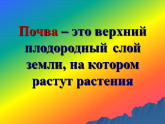 Почва – это верхний
плодородный слой
земли, на котором
растут растения